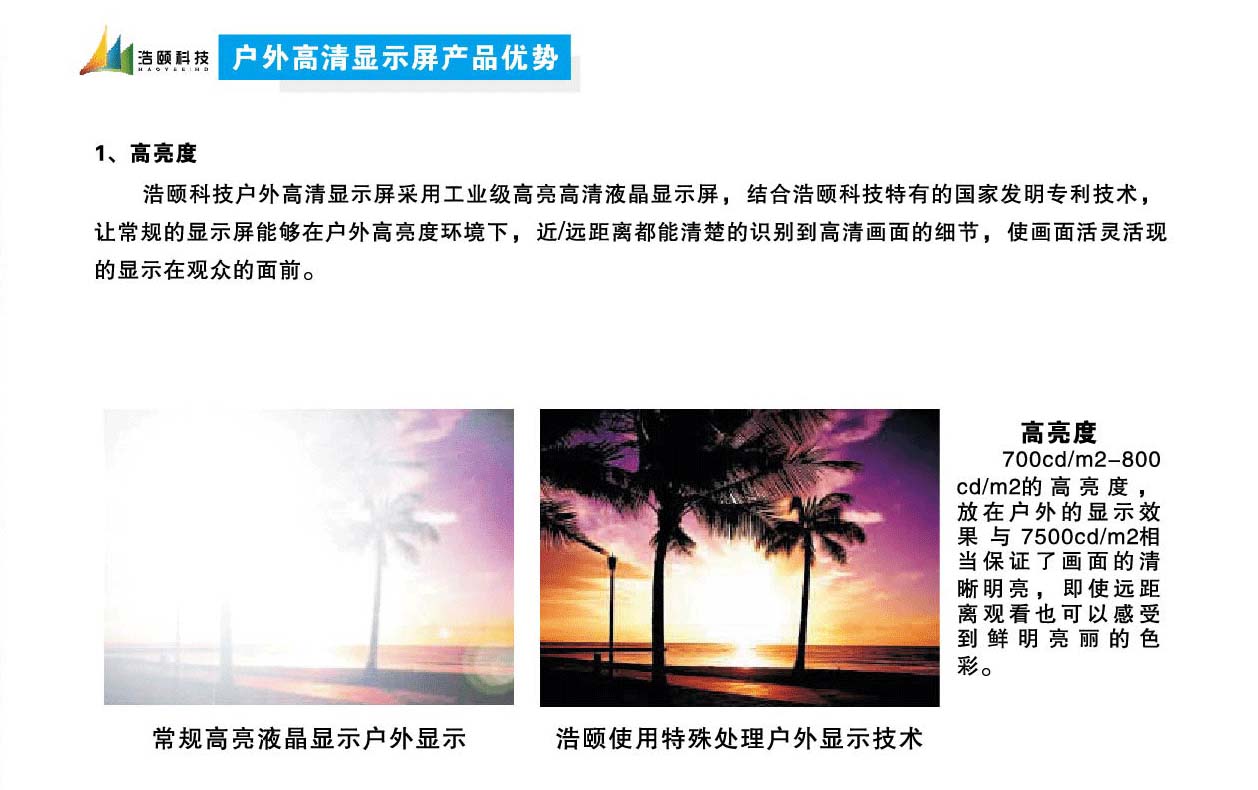 浩颐科技
户外高清显示屏产品优势
1、高亮度
浩颐科技户外高清显示屏采用工业级高亮高清液晶显示屏，结合浩颐科技特有的国家发明专利技术，
让常规的显示屏能够在户外高亮度环境下，近/远距离都能清楚的识别到高清画面的细节，使画面活灵活现
的显示在观众的面前。
高亮度
700cd/m2-800
cd/m2的高亮度，
放在户外的显示效
果与7500cd/m2相
当保证了画面的清
晰明亮，即使远距
离观看也可以感受
到鲜明亮丽的色
彩。
常规高亮液晶显示户外显示
浩颐使用特殊处理户外显示技术